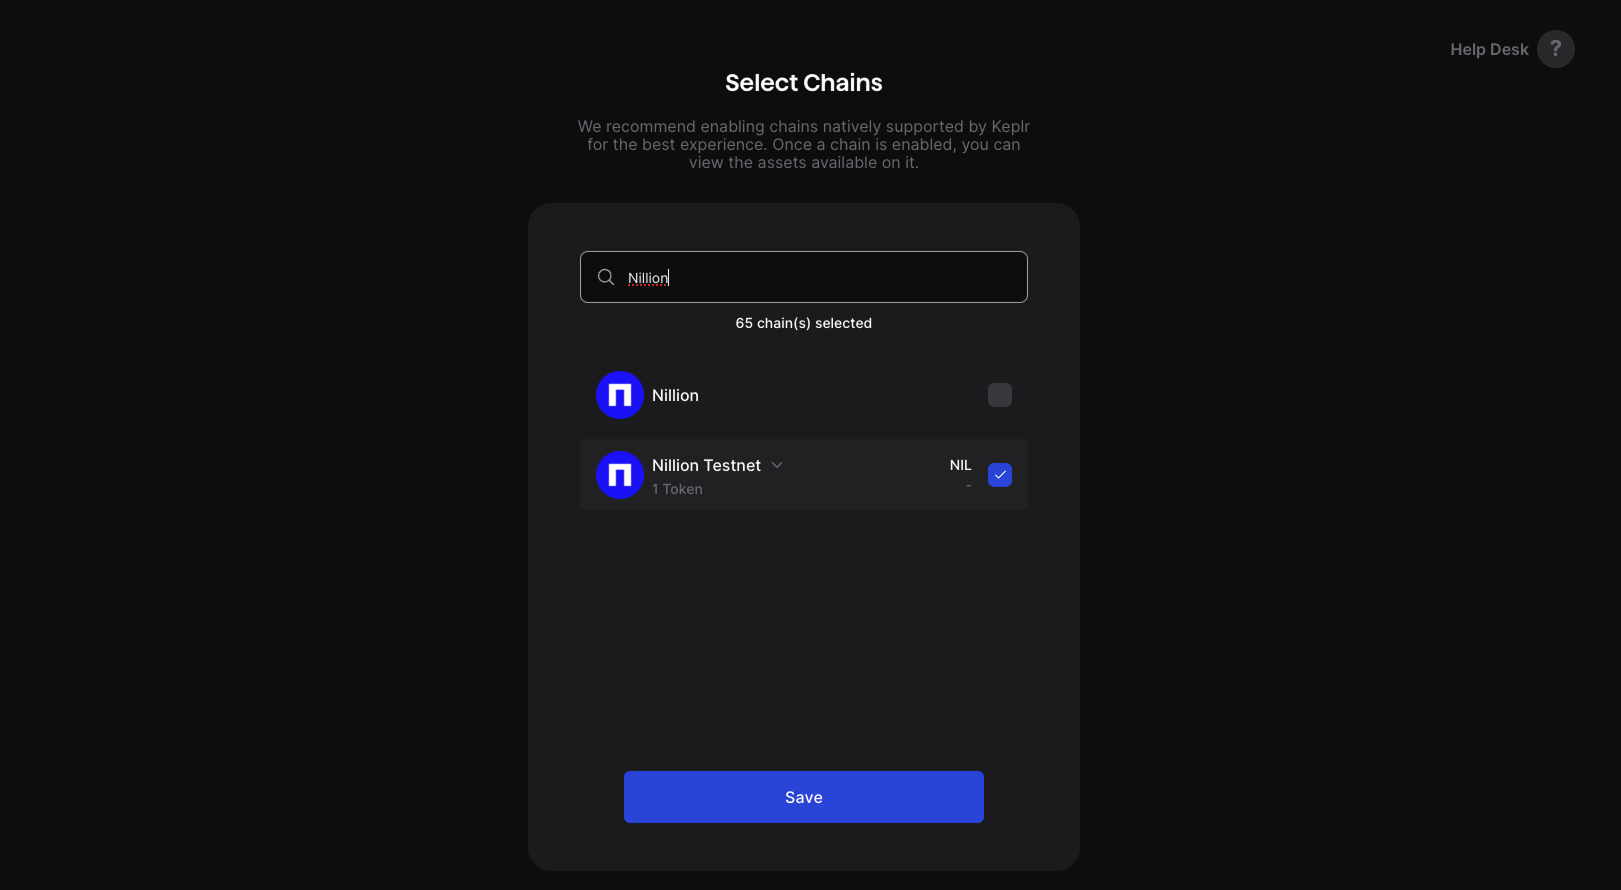 Help Desk ?
Select Chains
We recommend enabling chains natively supported by Keplr
for the best experience. Once a chain is enabled, you can
view the assets available on it.
Nillion
65 chain(s) selected
Nillion
Nillion Testnet
NIL
1 Token
-
Save